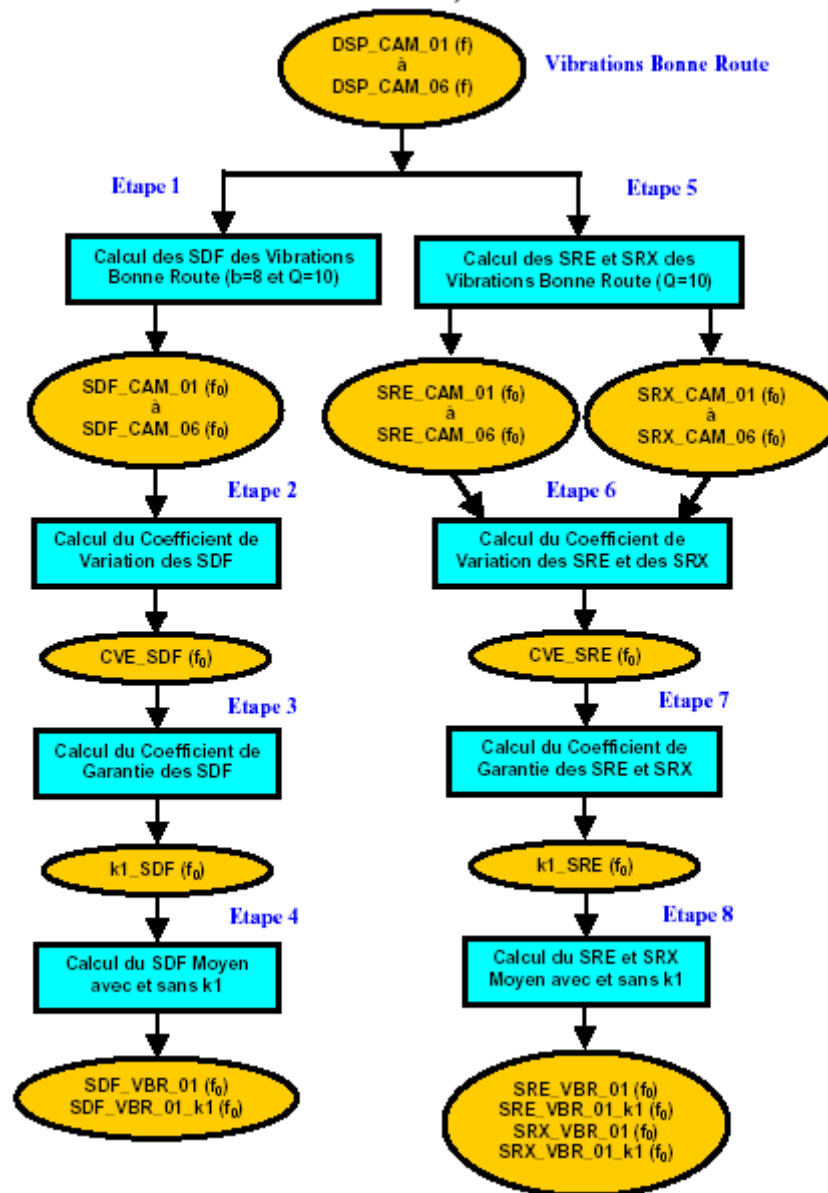 DSP_CAM_01 (f)
à
DSP_CAM_06 (f)
Vibrations Bonne Route
Etape 1
Etape 5
Calcul des SDF des Vibrations
Bonne Route (b=8 et Q=10)
Calcul des SRE et SRX des
Vibrations Bonne Route (Q=10)
SDF_CAM_01 (f₀)
à
SDF_CAM_06 (f₀)
SRE_CAM_01 (f₀)
à
SRE_CAM_06 (f₀)
SRX_CAM_01 (f₀)
à
SRX_CAM_06 (f₀)
Etape 2
Etape 6
Calcul du Coefficient de
Variation des SDF
Calcul du Coefficient de
Variation des SRE et des SRX
CVE_SDF (f₀)
CVE_SRE (f₀)
Etape 3
Etape 7
Calcul du Coefficient de
Garantie des SDF
Calcul du Coefficient de
Garantie des SRE et SRX
k1_SDF (f₀)
k1_SRE (f₀)
Etape 4
Etape 8
Calcul du SDF Moyen
avec et sans k1
Calcul du SRE et SRX
Moyen avec et sans k1
SDF_VBR_01 (f₀)
SDF_VBR_01_k1 (f₀)
SRE_VBR_01 (f₀)
SRE_VBR_01_k1 (f₀)
SRX_VBR_01 (f₀)
SRX_VBR_01_k1 (f₀)